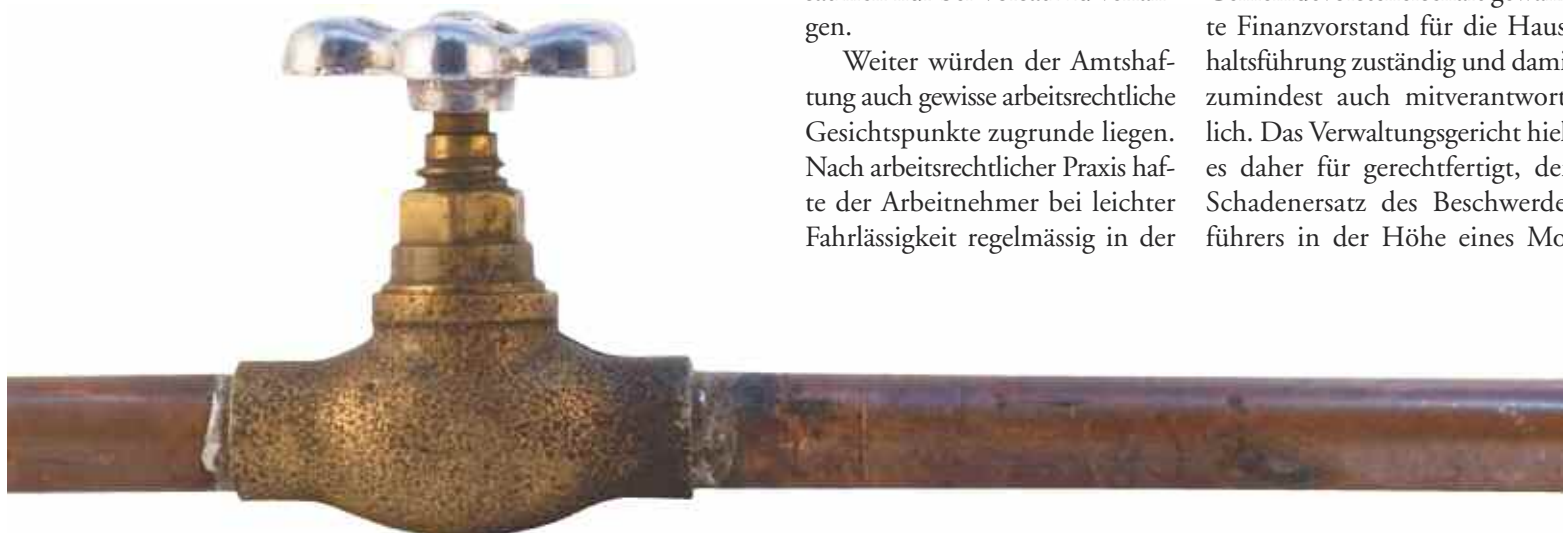 gen.
Weiter würden der Amtshaf-
tung auch gewisse arbeitsrechtliche
Gesichtspunkte zugrunde liegen.
Nach arbeitsrechtlicher Praxis haf-
te der Arbeitnehmer bei leichter
Fahrlässigkeit regelmässig in der
te Finanzvorstand für die Haus
haltsführung zuständig und dami
zumindest auch mitverantwort
lich. Das Verwaltungsgericht hiel
es daher für gerechtfertigt, de
Schadenersatz des Beschwerde
führers in der Höhe eines Mo